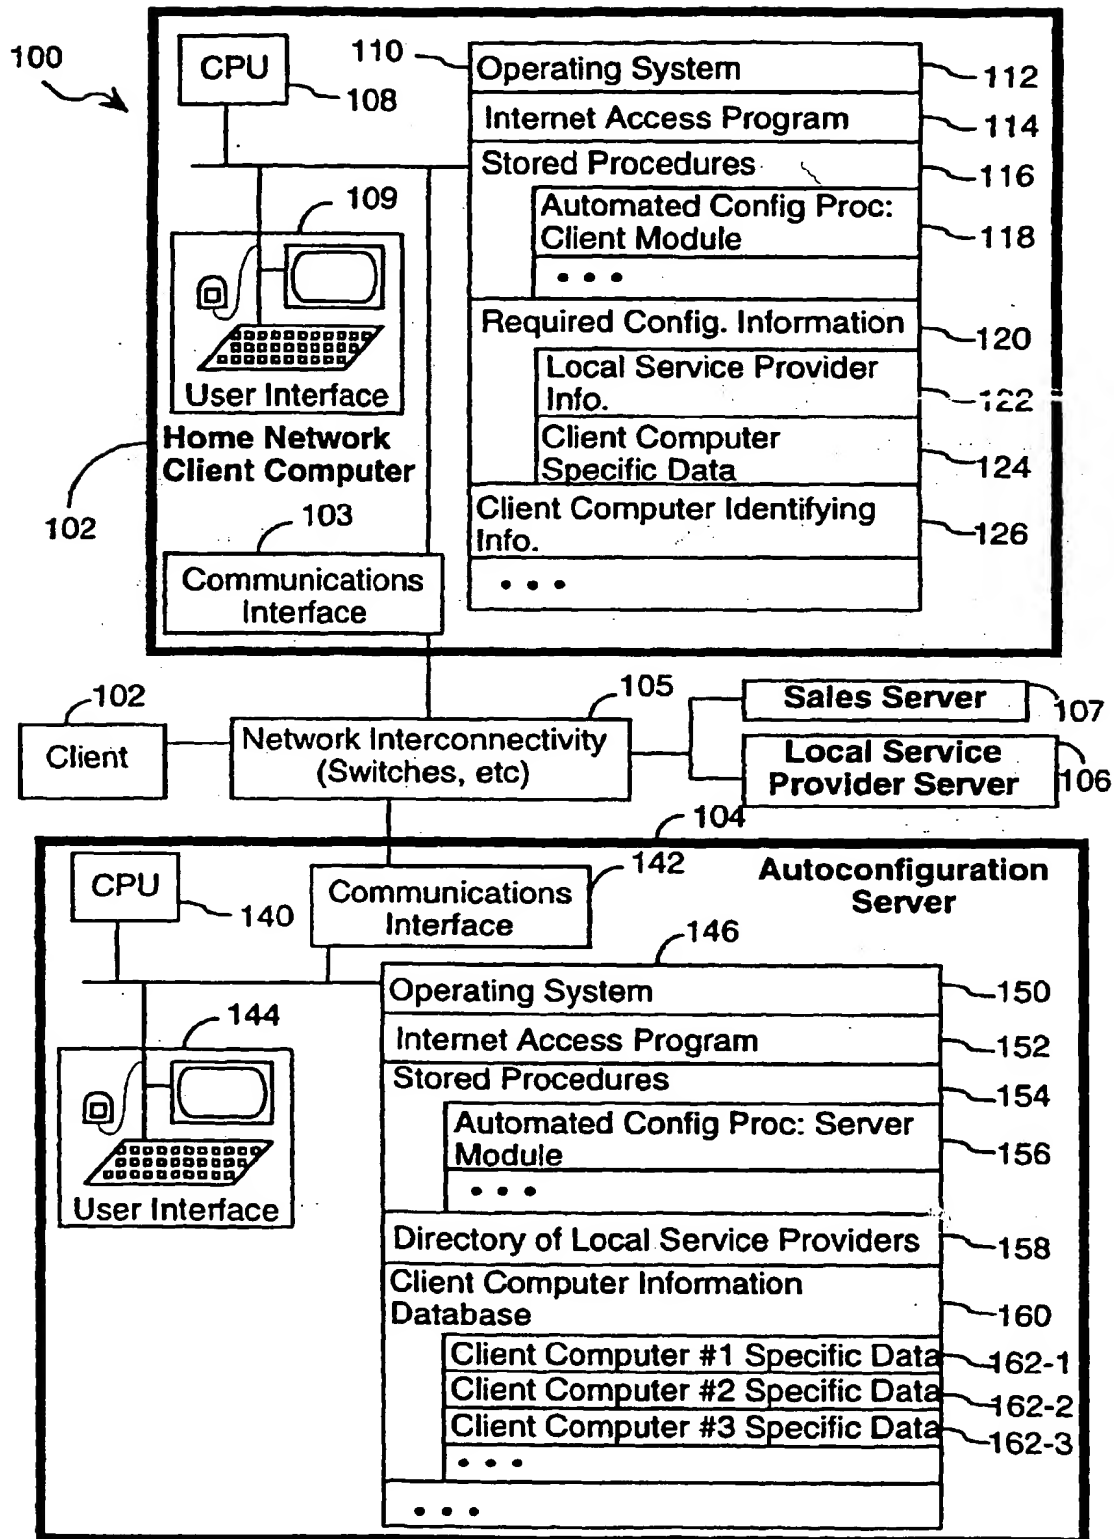 100
CPU
108
110
Operating System
112
Internet Access Program
114
Stored Procedures
116
Automated Config Proc:
Client Module
118
• • •
109
User Interface
Required Config. Information
120
Local Service Provider
Info.
122
Client Computer
Specific Data
124
Home Network
Client Computer
102
Client Computer Identifying
Info.
126
• • •
103
Communications
Interface
102
Client
105
Network Interconnectivity
(Switches, etc)
Sales Server
107
Local Service
Provider Server
106
104
Autoconfiguration
Server
CPU
140
142
Communications
Interface
146
Operating System
150
Internet Access Program
152
144
User Interface
Stored Procedures
154
Automated Config Proc: Server
Module
156
• • •
Directory of Local Service Providers
158
Client Computer Information
Database
160
Client Computer #1 Specific Data
162-1
Client Computer #2 Specific Data
162-2
Client Computer #3 Specific Data
162-3
• • •
• • •